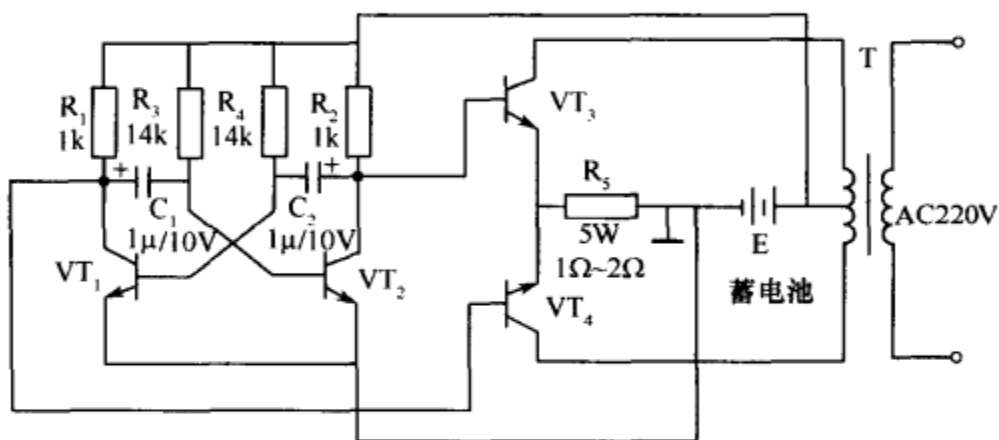 R₁
1k
R₃
14k
R₄
14k
R₂
1k
+
C₁
1μ/10V
C₂
1μ/10V
+
VT₁
VT₂
VT₃
VT₄
R₅
5W
1Ω~2Ω
E
蓄电池
T
AC220V